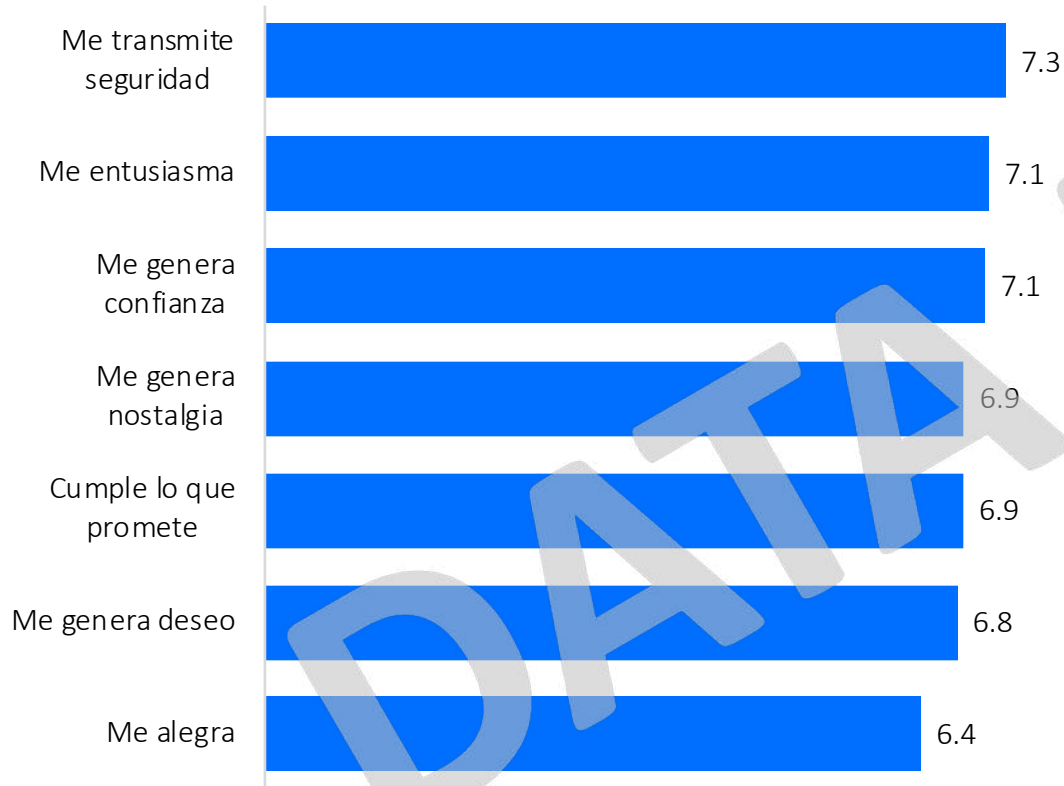 Me transmite
seguridad
7.3
Me entusiasma
7.1
Me genera
confianza
7.1
Me genera
nostalgia
6.9
Cumple lo que
promete
6.9
Me genera deseo
6.8
Me alegra
6.4
DATA